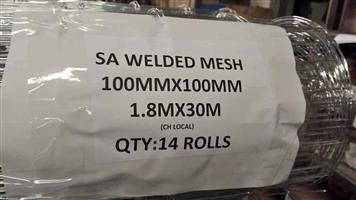 SA WELDED MESH
100MMX100MM
1.8MX30M
(CH LOCAL)
QTY:14 ROLLS